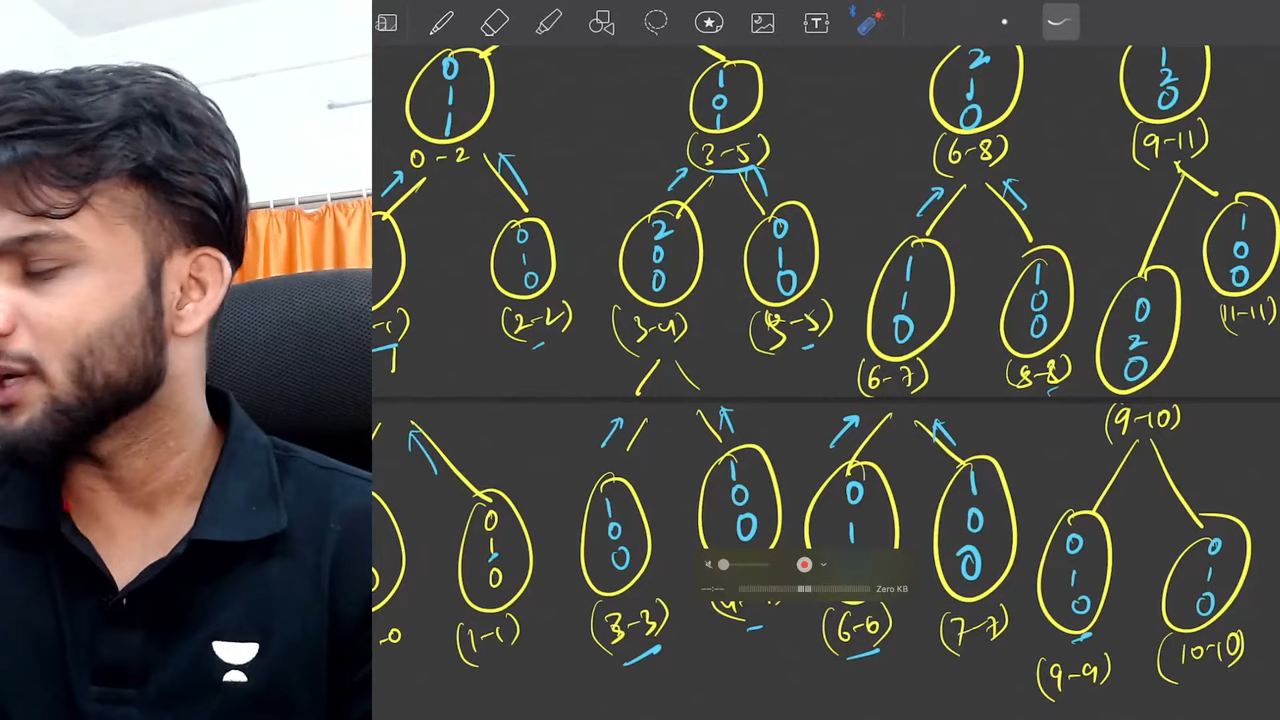 0 1 2 1
1 0 1 2
1 1 0 0
0-2 (3-5) (6-8) (9-11)
0 2 0 1 1 0 1
1 0 1 1 0 2 0
0 0 0 0 0 0 0
-1) (2-2) (3-4) (5-5) (6-7) (8-8) (9-10) (11-11)
0 1 1 0 1 0 0
1 0 0 1 0 1 1
0 0 0 0 0 0
-0 (1-1) (3-3) (6-6) (7-7) (9-9) (10-10)
T
--:--
Zero KB